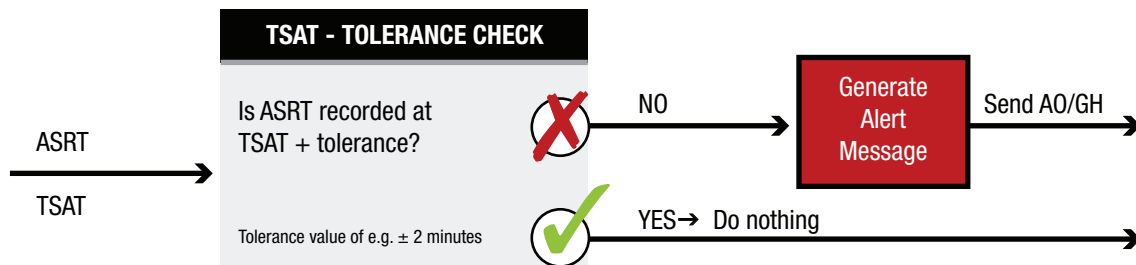 TSAT - TOLERANCE CHECK
ASRT
TSAT
Is ASRT recorded at
TSAT + tolerance?
Tolerance value of e.g. ± 2 minutes
NO
Generate
Alert
Message
Send AO/GH
YES→ Do nothing